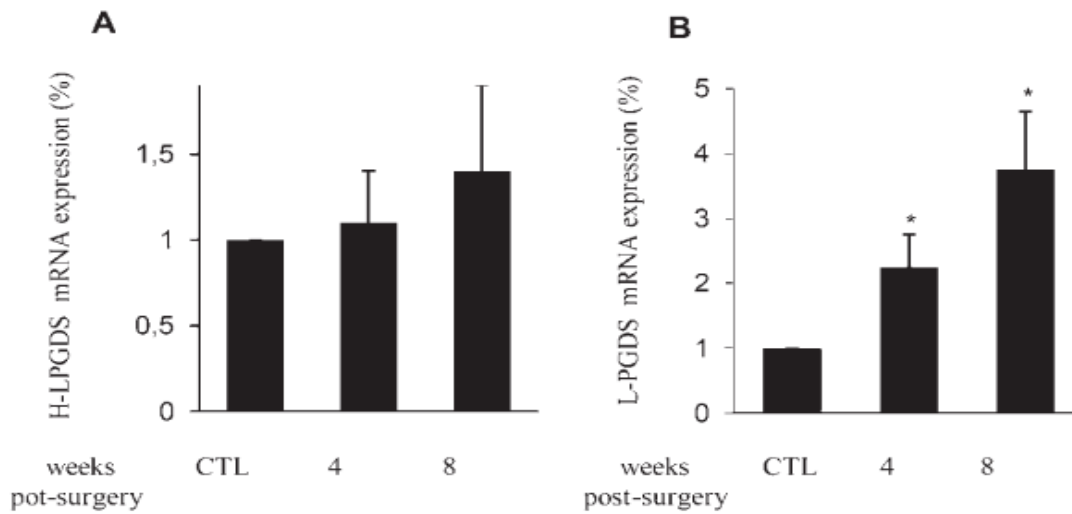 A
H-LPGDS mRNA expression (%)
1,5
1
0,5
0
weeks CTL 4 8
pot-surgery
B
L-PGDS mRNA expression (%)
5
4
3
2
1
0
*
*
weeks CTL 4 8
post-surgery